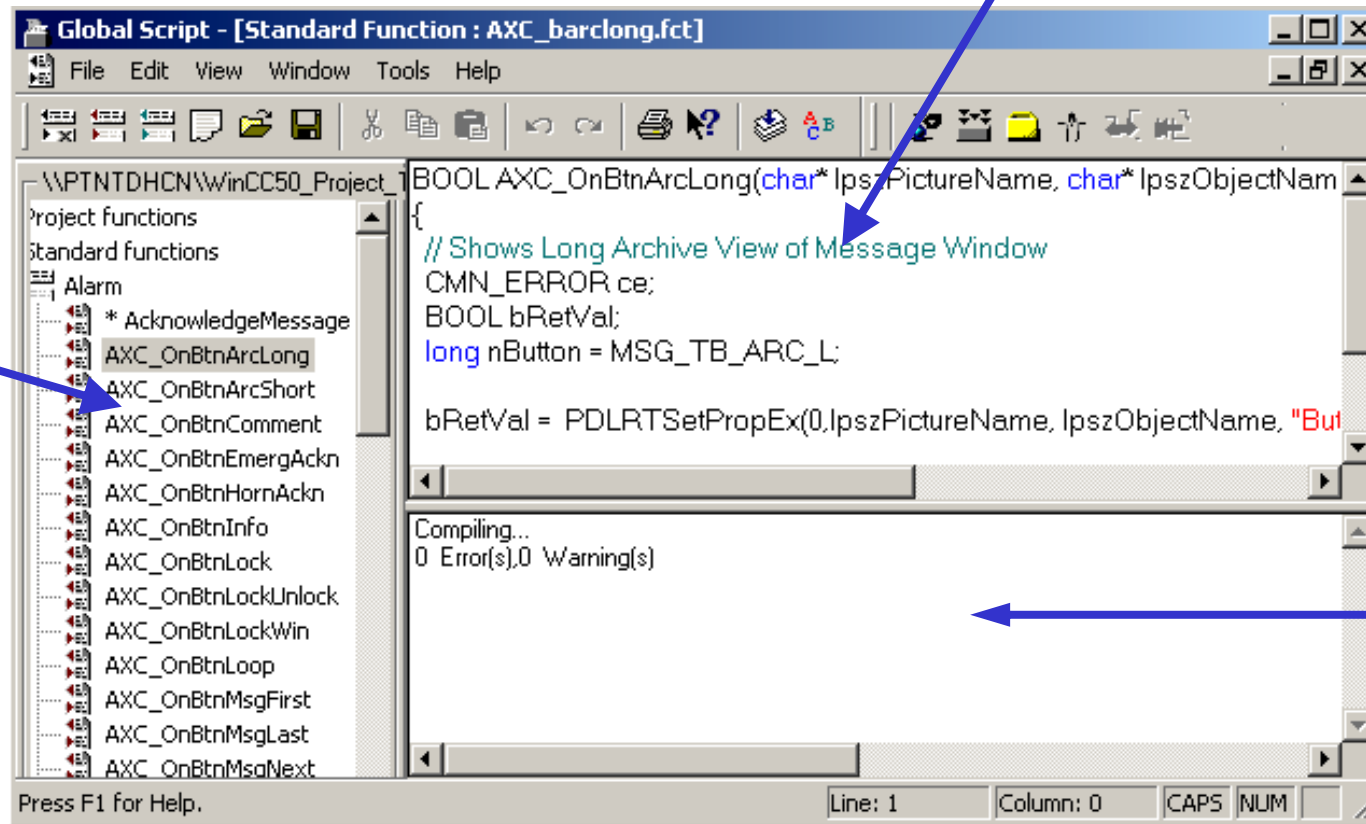 Global Script - [Standard Function : AXC_barclong.fct]
File Edit View Window Tools Help
\\PTNTDHCN\WinCC50_Project_
Project functions
Standard functions
Alarm
* AcknowledgeMessage
AXC_OnBtnArcLong
AXC_OnBtnArcShort
AXC_OnBtnComment
AXC_OnBtnEmergAckn
AXC_OnBtnHornAckn
AXC_OnBtnInfo
AXC_OnBtnLock
AXC_OnBtnLockUnlock
AXC_OnBtnLockWin
AXC_OnBtnLoop
AXC_OnBtnMsgFirst
AXC_OnBtnMsgLast
AXC_OnBtnMsgNext
BOOL AXC_OnBtnArcLong(char* lpszPictureName, char* lpszObjectNam
{
// Shows Long Archive View of Message Window
CMN_ERROR ce;
BOOL bRetVal;
long nButton = MSG_TB_ARC_L;
bRetVal = PDLRTSetPropEx(0,lpszPictureName, lpszObjectName, "But
Compiling...
0 Error(s),0 Warning(s)
Press F1 for Help.
Line: 1
Column: 0
CAPS
NUM